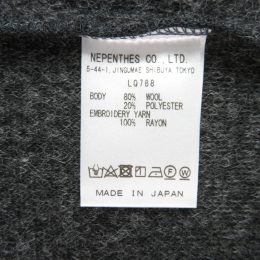 NEPENTHES CO., LTD.
5-44-1, JINGUMAE SHIBUYA TOKYO
LQ788
BODY 80% WOOL
20% POLYESTER
EMBROIDERY YARN
100% RAYON
MADE IN JAPAN